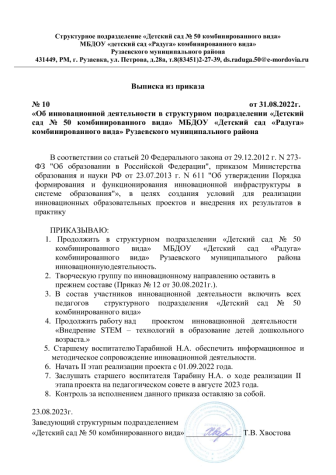 Структурное подразделение «Детский сад № 50 комбинированного вида»
МБДОУ «детский сад «Радуга» комбинированного вида»
Рузаевского муниципального района
431449, РМ, г. Рузаевка, ул. Петрова, д.28а, т.8(83451)2-27-39, ds.raduga.50@e-mordovia.ru
Выписка из приказа
№ 10 от 31.08.2022г.
«Об инновационной деятельности в структурном подразделении «Детский
сад № 50 комбинированного вида» МБДОУ «Детский сад «Радуга»
комбинированного вида» Рузаевского муниципального района
В соответствии со статьей 20 Федерального закона от 29.12.2012 г. N 273-
ФЗ "Об образовании в Российской Федерации", приказом Министерства
образования и науки РФ от 23.07.2013 г. N 611 "Об утверждении Порядка
формирования и функционирования инновационной инфраструктуры в
системе образования"», в целях создания условий для реализации
инновационных образовательных проектов и внедрения их результатов в
практику
ПРИКАЗЫВАЮ:
1. Продолжить в структурном подразделении «Детский сад № 50
комбинированного вида» МБДОУ «Детский сад «Радуга»
комбинированного вида» Рузаевского муниципального района
инновационнуюдеятельность.
2. Творческую группу по инновационному направлению оставить в
прежнем составе (Приказ № 12 от 30.08.2021г.).
3. В состав участников инновационной деятельности включить всех
педагогов структурного подразделения «Детский сад № 50
комбинированного вида»
4. Продолжить работу над проектом инновационной деятельности
«Внедрение STEM – технологий в образование детей дошкольного
возраста.»
5. Старшему воспитателю Тарабиной Н.А. обеспечить информационное и
методическое сопровождение инновационной деятельности.
6. Начать II этап реализации проекта с 01.09.2022 года.
7. Заслушать старшего воспитателя Тарабину Н.А. о ходе реализации II
этапа проекта на педагогическом совете в августе 2023 года.
8. Контроль за исполнением данного приказа оставляю за собой.
23.08.2023г.
Заведующий структурным подразделением
«Детский сад № 50 комбинированного вида» Т.В. Хвостова